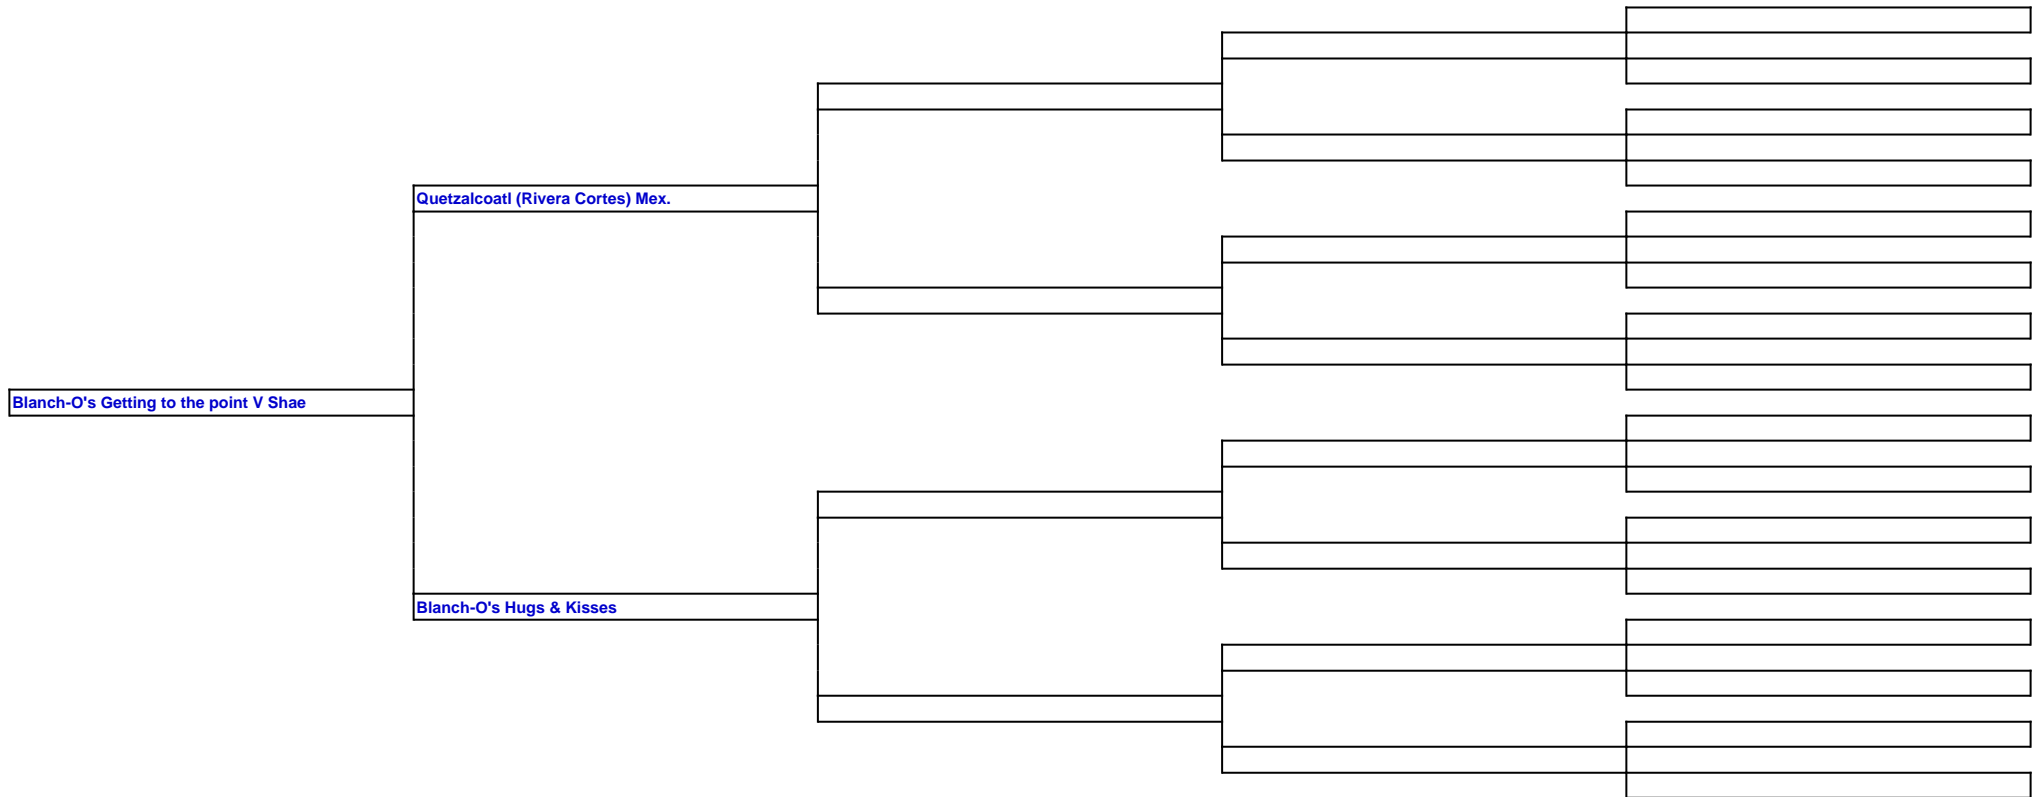 Quetzalcoatl (Rivera Cortes) Mex.
Blanch-O's Getting to the point V Shae
Blanch-O's Hugs & Kisses